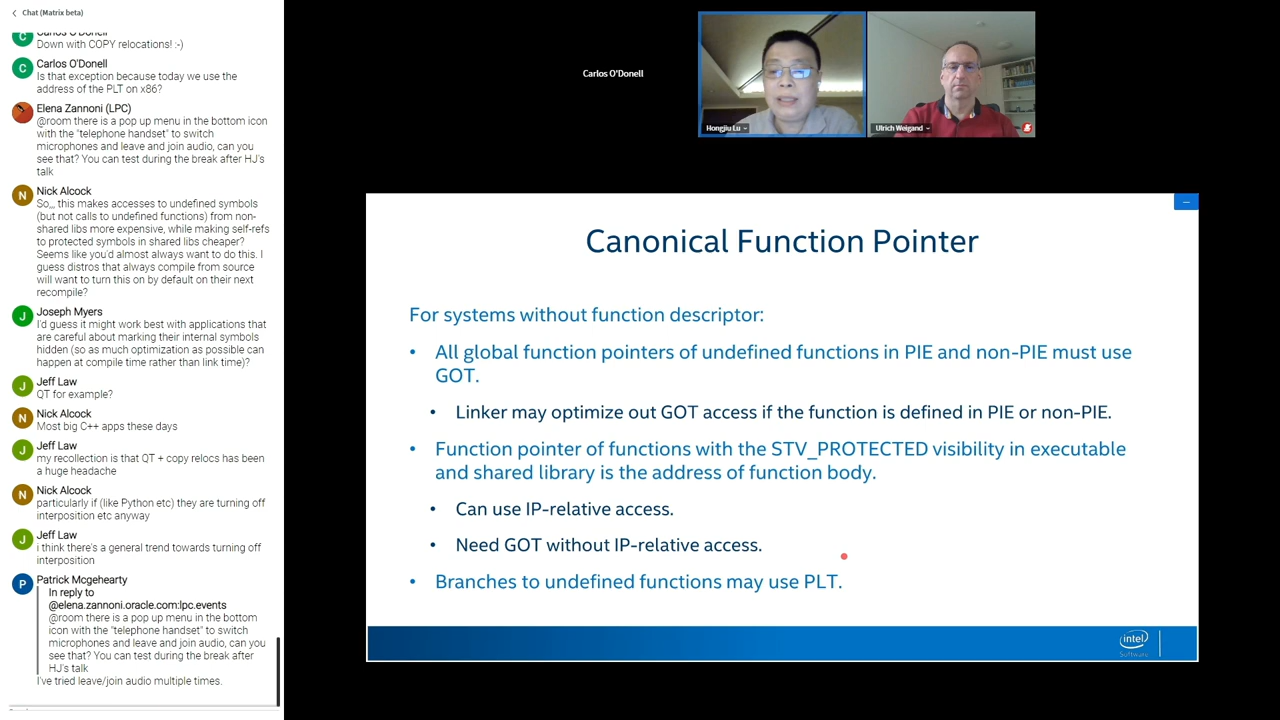 Chat (Matrix beta)
Carlos O'Donell
Down with COPY relocations! :-)
Carlos O'Donell
Is that exception because today we use the
address of the PLT on x86?
Elena Zannoni (LPC)
@room there is a pop up menu in the bottom icon
with the "telephone handset" to switch
microphones and leave and join audio, can you
see that? You can test during the break after HJ's
talk
Nick Alcock
So,,, this makes accesses to undefined symbols
(but not calls to undefined functions) from non-
shared libs more expensive, while making self-refs
to protected symbols in shared libs cheaper?
Seems like you'd almost always want to do this. I
guess distros that always compile from source
will want to turn this on by default on their next
recompile?
Joseph Myers
I'd guess it might work best with applications that
are careful about marking their internal symbols
hidden (so as much optimization as possible can
happen at compile time rather than link time)?
Jeff Law
QT for example?
Nick Alcock
Most big C++ apps these days
Jeff Law
my recollection is that QT + copy relocs has been
a huge headache
Nick Alcock
particularly if (like Python etc) they are turning off
interposition etc anyway
Jeff Law
i think there's a general trend towards turning off
interposition
Patrick Mcgehearty
In reply to
@elena.zannoni.oracle.com:lpc.events
@room there is a pop up menu in the bottom
icon with the "telephone handset" to switch
microphones and leave and join audio, can you
see that? You can test during the break after
HJ's talk
I've tried leave/join audio multiple times.
Carlos O'Donell
Hongjiu Lu
Ulrich Weigand
Canonical Function Pointer
For systems without function descriptor:
• All global function pointers of undefined functions in PIE and non-PIE must use
GOT.
• Linker may optimize out GOT access if the function is defined in PIE or non-PIE.
• Function pointer of functions with the STV_PROTECTED visibility in executable
and shared library is the address of function body.
• Can use IP-relative access.
• Need GOT without IP-relative access.
• Branches to undefined functions may use PLT.
intel
Software